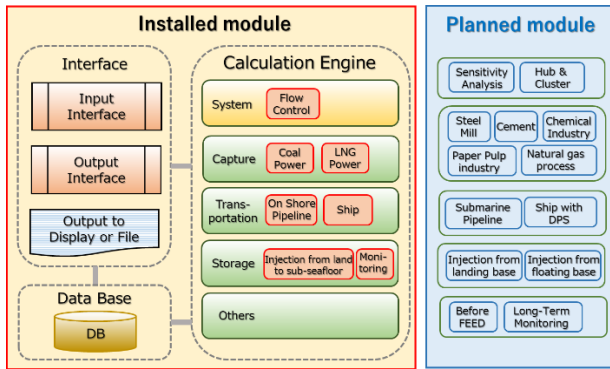 Installed module
Interface
Input
Interface
Output
Interface
Output to
Display or File
Data Base
DB
Calculation Engine
System
Flow
Control
Capture
Coal
Power
LNG
Power
Trans-
portation
On Shore
Pipeline
Ship
Storage
Injection from land
to sub-seafloor
Moni-
toring
Others
Planned module
Sensitivity
Analysis
Hub &
Cluster
Steel
Mill
Cement
Chemical
Industry
Paper Pulp
industry
Natural gas
process
Submarine
Pipeline
Ship with
DPS
Injection from
landing base
Injection from
floating base
Before
FEED
Long-Term
Monitoring